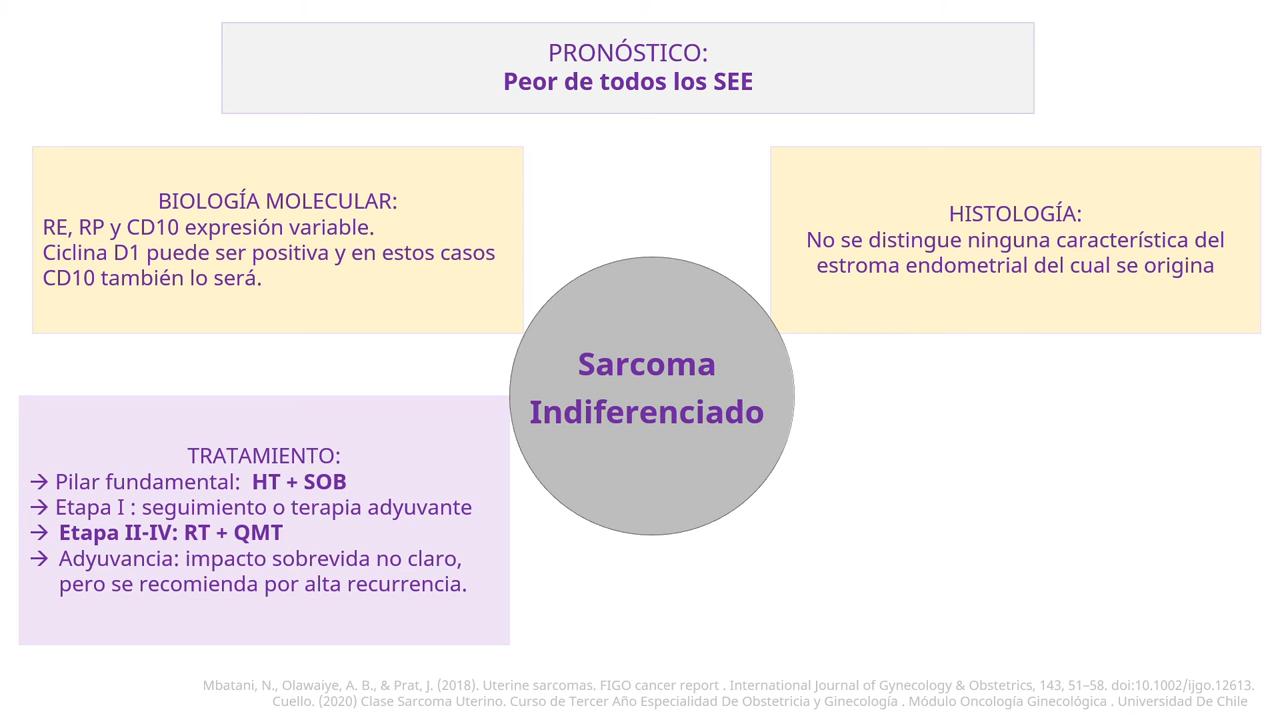 PRONÓSTICO:
Peor de todos los SEE
BIOLOGÍA MOLECULAR:
RE, RP y CD10 expresión variable.
Ciclina D1 puede ser positiva y en estos casos
CD10 también lo será.
HISTOLOGÍA:
No se distingue ninguna característica del
estroma endometrial del cual se origina
Sarcoma
Indiferenciado
TRATAMIENTO:
→ Pilar fundamental: HT + SOB
→ Etapa I : seguimiento o terapia adyuvante
→ Etapa II-IV: RT + QMT
→ Adyuvancia: impacto sobrevida no claro,
pero se recomienda por alta recurrencia.
Mbatani, N., Olawaiye, A. B., & Prat, J. (2018). Uterine sarcomas. FIGO cancer report . International Journal of Gynecology & Obstetrics, 143, 51–58. doi:10.1002/ijgo.12613.
Cuello. (2020) Clase Sarcoma Uterino. Curso de Tercer Año Especialidad De Obstetricia y Ginecología . Módulo Oncología Ginecológica . Universidad De Chile